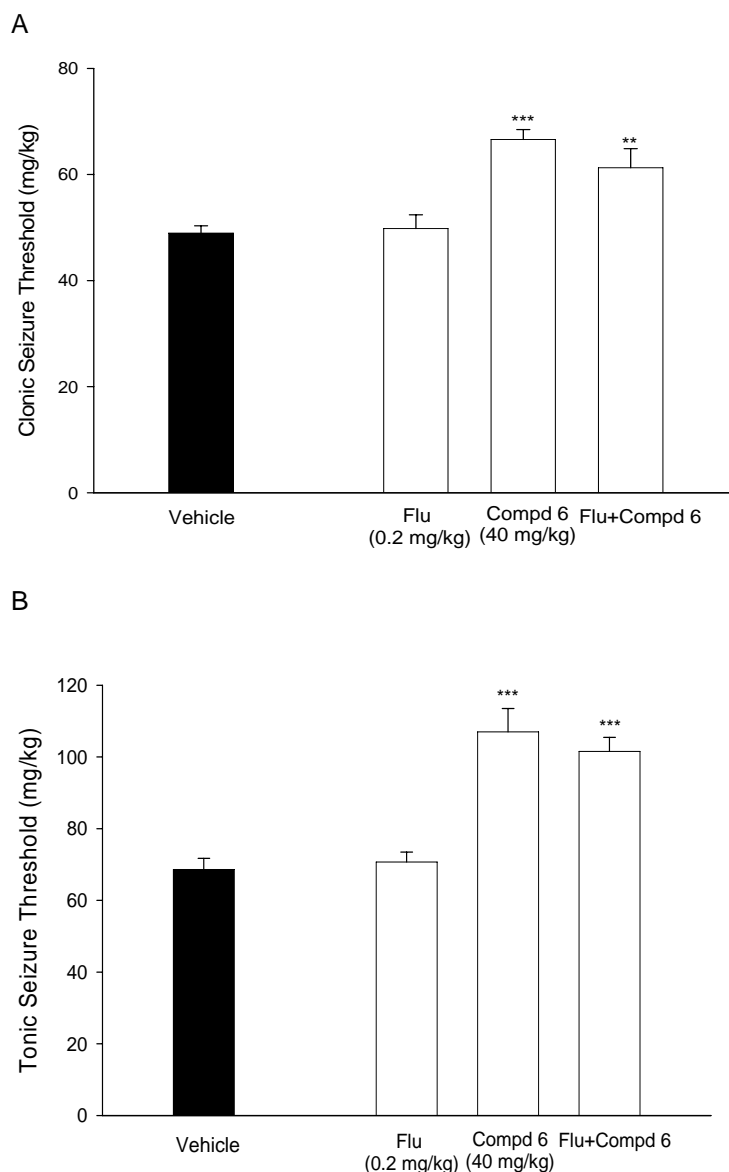 A
Clonic Seizure Threshold (mg/kg)
80
60
40
20
0
***
**
Vehicle
Flu
(0.2 mg/kg)
Compd 6
(40 mg/kg)
Flu+Compd 6
B
Tonic Seizure Threshold (mg/kg)
120
100
80
60
40
20
0
***
***
Vehicle
Flu
(0.2 mg/kg)
Compd 6
(40 mg/kg)
Flu+Compd 6